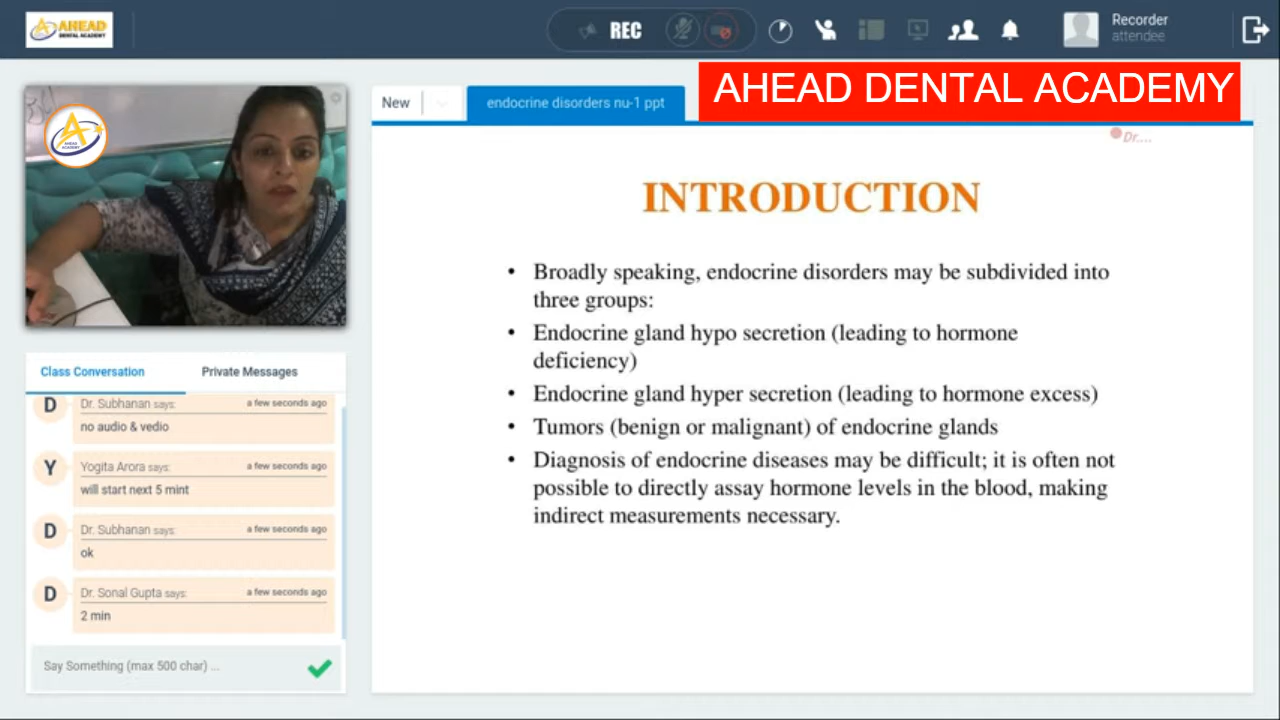 AHEAD
DENTAL ACADEMY
REC
Recorder
attendee
New
endocrine disorders nu-1 ppt
AHEAD DENTAL ACADEMY
Dr....
A
AHEAD
ACADEMY
INTRODUCTION
• Broadly speaking, endocrine disorders may be subdivided into
three groups:
• Endocrine gland hypo secretion (leading to hormone
deficiency)
• Endocrine gland hyper secretion (leading to hormone excess)
• Tumors (benign or malignant) of endocrine glands
• Diagnosis of endocrine diseases may be difficult; it is often not
possible to directly assay hormone levels in the blood, making
indirect measurements necessary.
Class Conversation
Private Messages
D
Dr. Subhanan says: a few seconds ago
no audio & vedio
Y
Yogita Arora says: a few seconds ago
will start next 5 mint
D
Dr. Subhanan says: a few seconds ago
ok
D
Dr. Sonal Gupta says: a few seconds ago
2 min
Say Something (max 500 char) ...